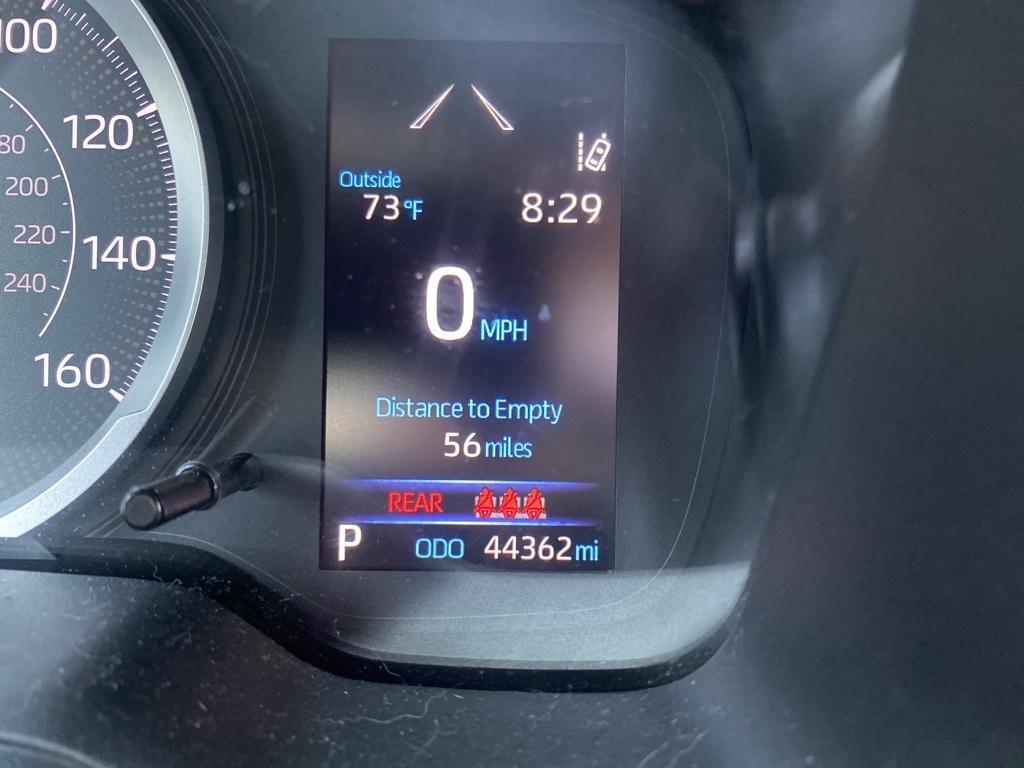 100
120
140
160
80
200
220
240
Outside
73°F
8:29
0 MPH
Distance to Empty
56 miles
REAR
P ODO 44362 mi